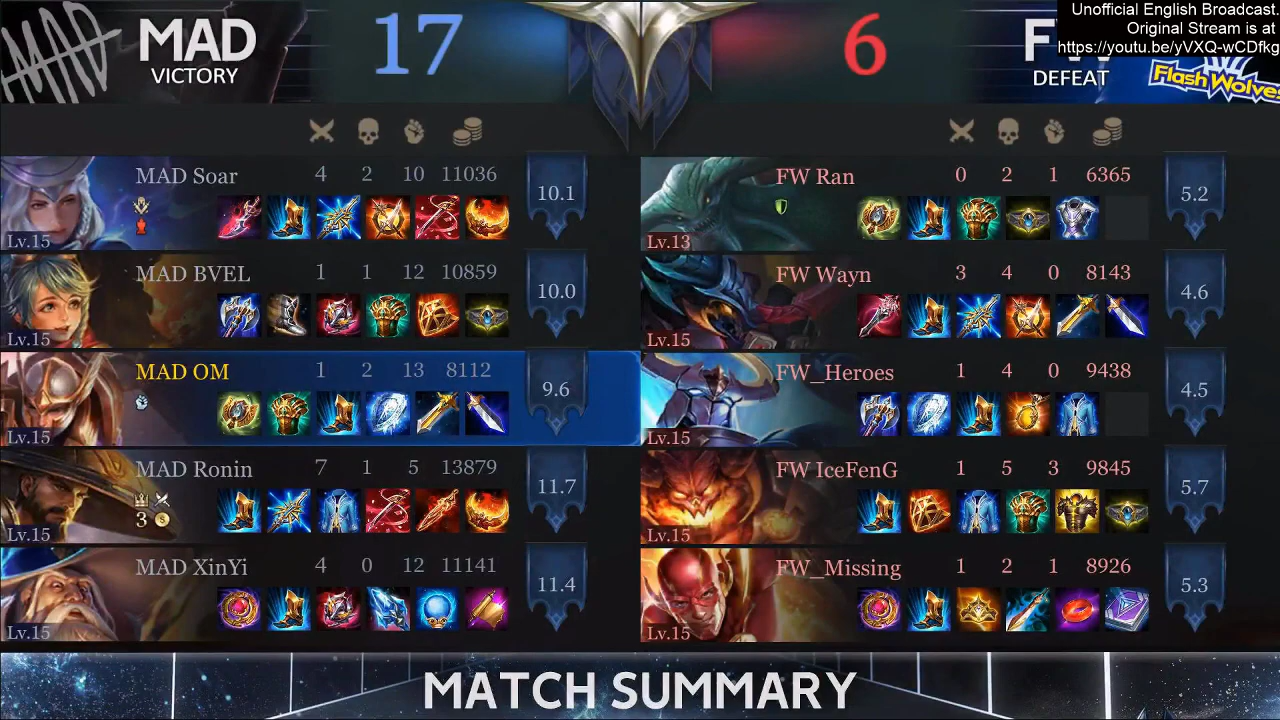 Unofficial English Broadcast
Original Stream is at
https://youtu.be/yVXQ-wCDfkg
MAD
MAD
VICTORY
17
6
DEFEAT
Flash Wolves
MAD Soar 4 2 10 11036
10.1
Lv.15
FW Ran 0 2 1 6365
5.2
Lv.13
MAD BVEL 1 1 12 10859
10.0
Lv.15
FW Wayn 3 4 0 8143
4.6
Lv.15
MAD OM 1 2 13 8112
9.6
Lv.15
FW_Heroes 1 4 0 9438
4.5
Lv.15
MAD Ronin 7 1 5 13879
3
11.7
Lv.15
FW IceFenG 1 5 3 9845
5.7
Lv.15
MAD XinYi 4 0 12 11141
11.4
Lv.15
FW_Missing 1 2 1 8926
5.3
Lv.15
MATCH SUMMARY